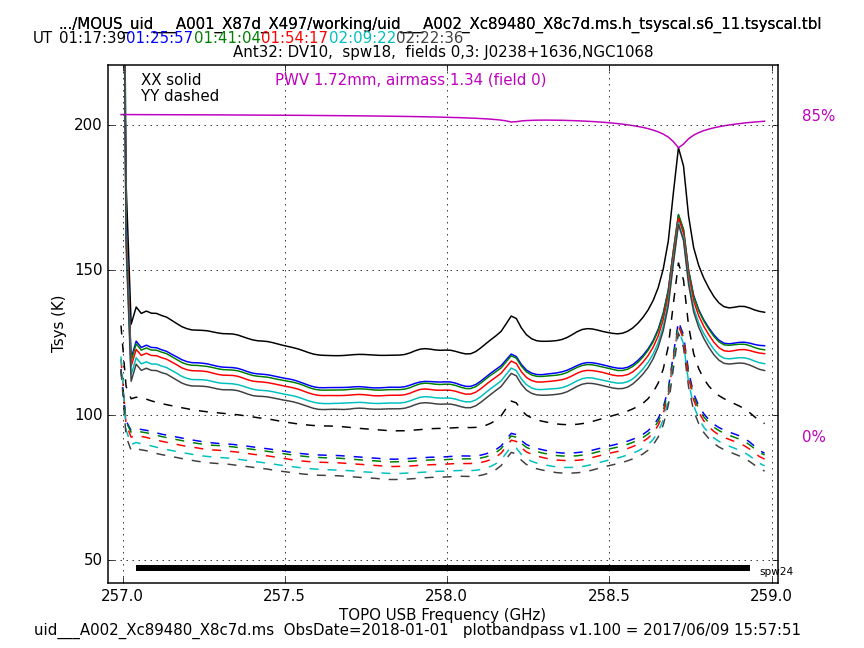 .../MOUS_uid___A001_X87d_X497/working/uid___A002_Xc89480_X8c7d.ms.h_tsyscal.s6_11.tsyscal.tbl
UT 01:17:39 01:25:57 01:41:04 01:54:17 02:09:22 02:22:36
Ant32: DV10, spw18, fields 0,3: J0238+1636,NGC1068
XX solid
PWV 1.72mm, airmass 1.34 (field 0)
YY dashed
85%
200
150
Tsys (K)
100
0%
50
spw24
257.0 257.5 258.0 258.5 259.0
TOPO USB Frequency (GHz)
uid___A002_Xc89480_X8c7d.ms ObsDate=2018-01-01 plotbandpass v1.100 = 2017/06/09 15:57:51